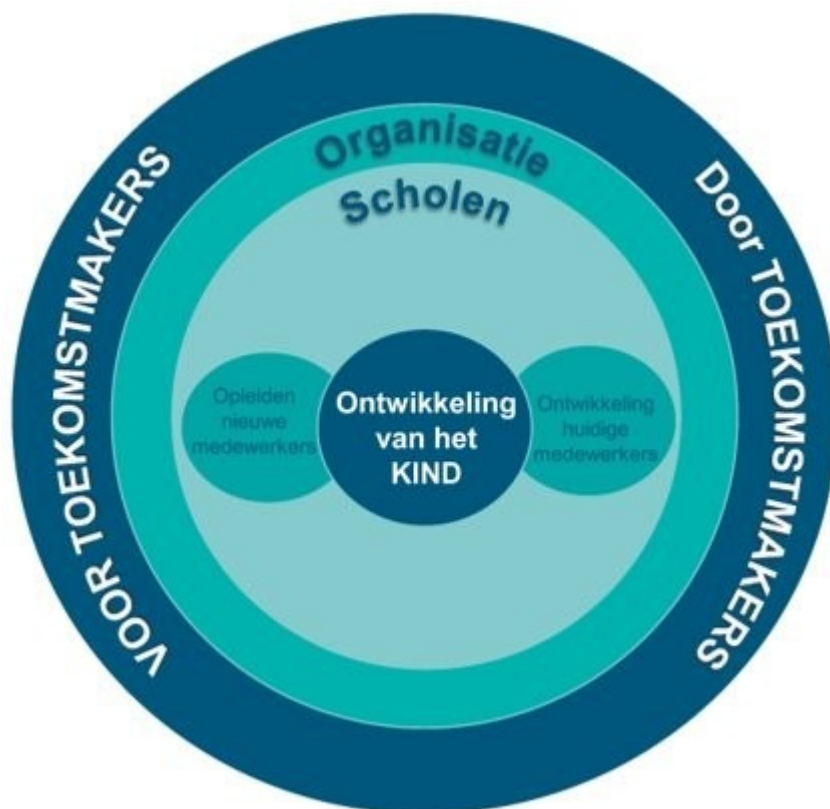 Organisatie
Scholen
VOOR TOEKOMSTMAKERS
Door TOEKOMSTMAKERS
Opleiden
nieuwe
medewerkers
Ontwikkeling
van het
KIND
Ontwikkeling
huidige
medewerkers